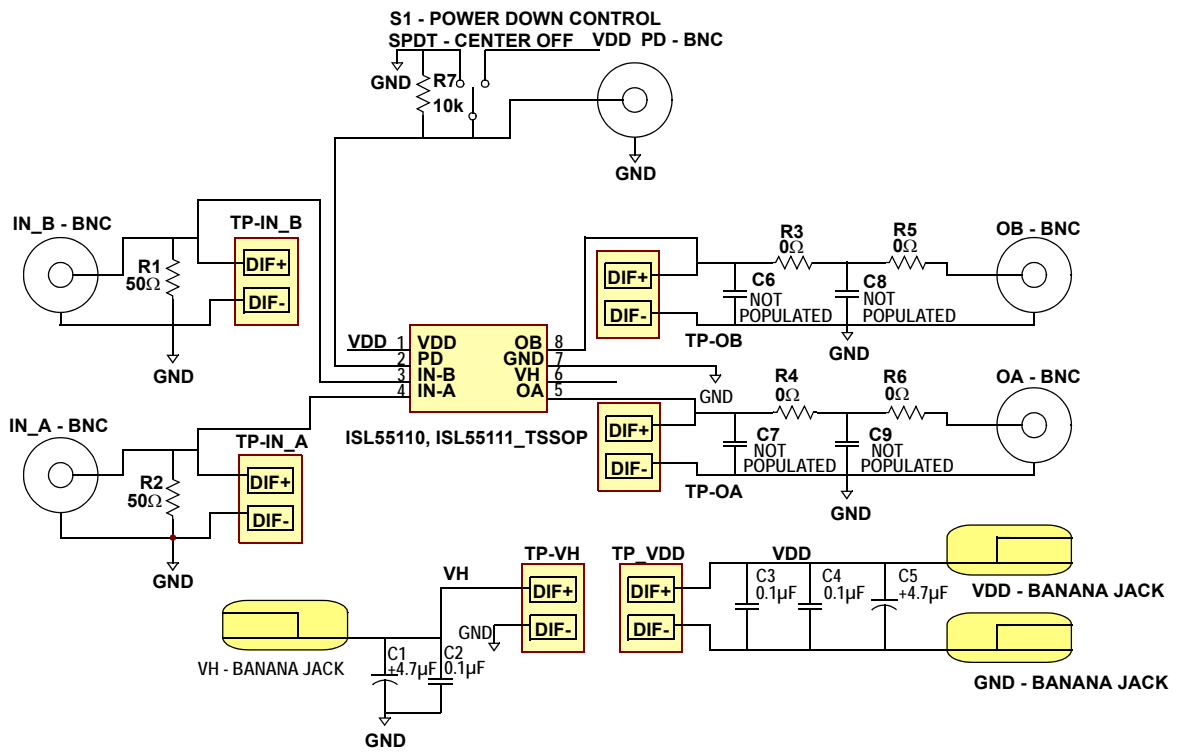 S1 - POWER DOWN CONTROL
SPDT - CENTER OFF
VDD PD - BNC
GND
R7
10k
GND
IN_B - BNC
TP-IN_B
R1
50Ω
DIF+
DIF-
GND
R3
0Ω
R5
0Ω
OB - BNC
DIF+
DIF-
C6
NOT
POPULATED
C8
NOT
POPULATED
TP-OB
GND
VDD
1 VDD OB 8
2 PD GND 7
3 IN-B VH 6
4 IN-A OA 5
GND
ISL55110, ISL55111_TSSOP
R4
0Ω
R6
0Ω
OA - BNC
DIF+
DIF-
C7
NOT
POPULATED
C9
NOT
POPULATED
TP-OA
GND
IN_A - BNC
TP-IN_A
R2
50Ω
DIF+
DIF-
GND
TP-VH
VH
DIF+
DIF-
GND
VH - BANANA JACK
C1
+4.7µF
C2
0.1µF
GND
TP_VDD
VDD
DIF+
DIF-
C3
0.1µF
C4
0.1µF
C5
+4.7µF
VDD - BANANA JACK
GND - BANANA JACK